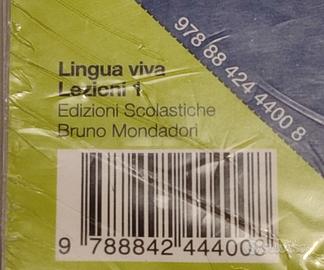 978 88 424 4400 8
Lingua viva
Lezioni 1
Edizioni Scolastiche
Bruno Mondadori
9 788842 444008